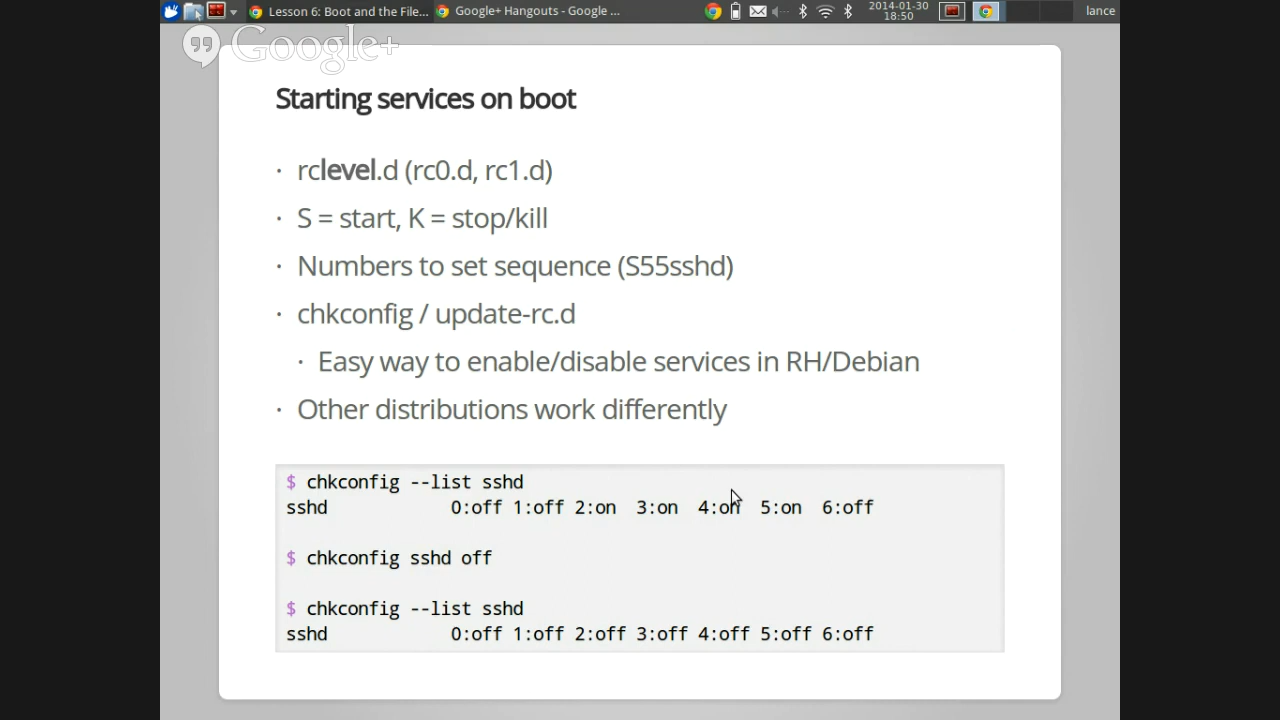 Lesson 6: Boot and the File...
Google+ Hangouts - Google ...
2014-01-30
18:50
lance
Google+
Starting services on boot
· rclevel.d (rc0.d, rc1.d)
· S = start, K = stop/kill
· Numbers to set sequence (S55sshd)
· chkconfig / update-rc.d
· Easy way to enable/disable services in RH/Debian
· Other distributions work differently
$ chkconfig --list sshd
sshd 0:off 1:off 2:on 3:on 4:on 5:on 6:off
$ chkconfig sshd off
$ chkconfig --list sshd
sshd 0:off 1:off 2:off 3:off 4:off 5:off 6:off